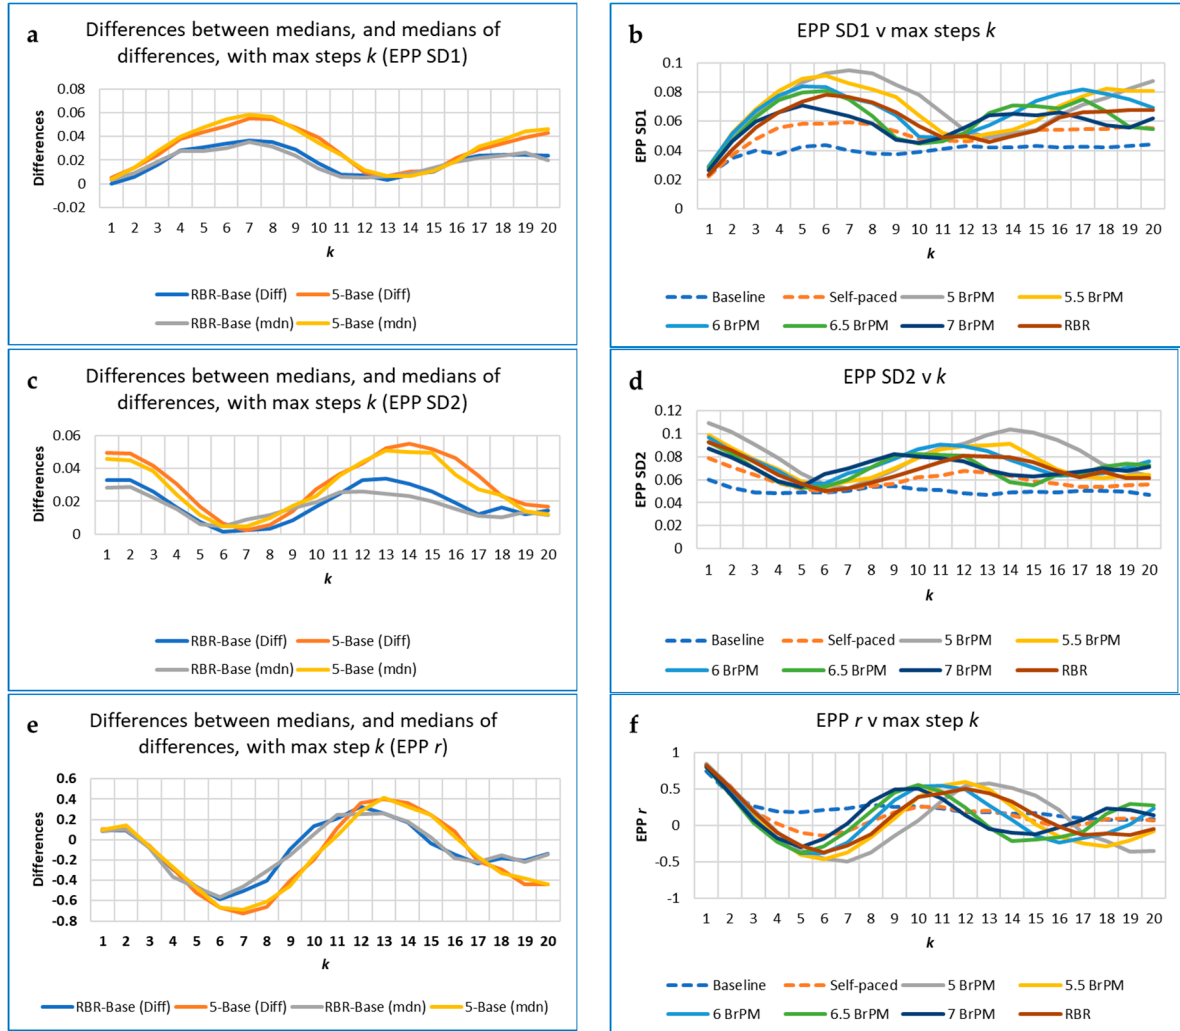 a
Differences between medians, and medians of
differences, with max steps k (EPP SD1)
Differences
0.08
0.06
0.04
0.02
0
-0.02
1 2 3 4 5 6 7 8 9 10 11 12 13 14 15 16 17 18 19 20
k
RBR-Base (Diff) 5-Base (Diff)
RBR-Base (mdn) 5-Base (mdn)
b
EPP SD1 v max steps k
EPP SD1
0.1
0.08
0.06
0.04
0.02
0
1 2 3 4 5 6 7 8 9 10 11 12 13 14 15 16 17 18 19 20
k
Baseline Self-paced 5 BrPM 5.5 BrPM
6 BrPM 6.5 BrPM 7 BrPM RBR
c
Differences between medians, and medians of
differences, with max steps k (EPP SD2)
Differences
0.06
0.04
0.02
0
1 2 3 4 5 6 7 8 9 10 11 12 13 14 15 16 17 18 19 20
k
RBR-Base (Diff) 5-Base (Diff)
RBR-Base (mdn) 5-Base (mdn)
d
EPP SD2 v k
EPP SD2
0.12
0.1
0.08
0.06
0.04
0.02
0
1 2 3 4 5 6 7 8 9 10 11 12 13 14 15 16 17 18 19 20
k
Baseline Self-paced 5 BrPM 5.5 BrPM
6 BrPM 6.5 BrPM 7 BrPM RBR
e
Differences between medians, and medians of
differences, with max step k (EPP r)
Differences
0.6
0.4
0.2
0
-0.2
-0.4
-0.6
-0.8
1 2 3 4 5 6 7 8 9 10 11 12 13 14 15 16 17 18 19 20
k
RBR-Base (Diff) 5-Base (Diff) RBR-Base (mdn) 5-Base (mdn)
f
EPP r v max step k
EPP r
1
0.5
0
-0.5
-1
1 2 3 4 5 6 7 8 9 10 11 12 13 14 15 16 17 18 19 20
k
Baseline Self-paced 5 BrPM 5.5 BrPM
6 BrPM 6.5 BrPM 7 BrPM RBR